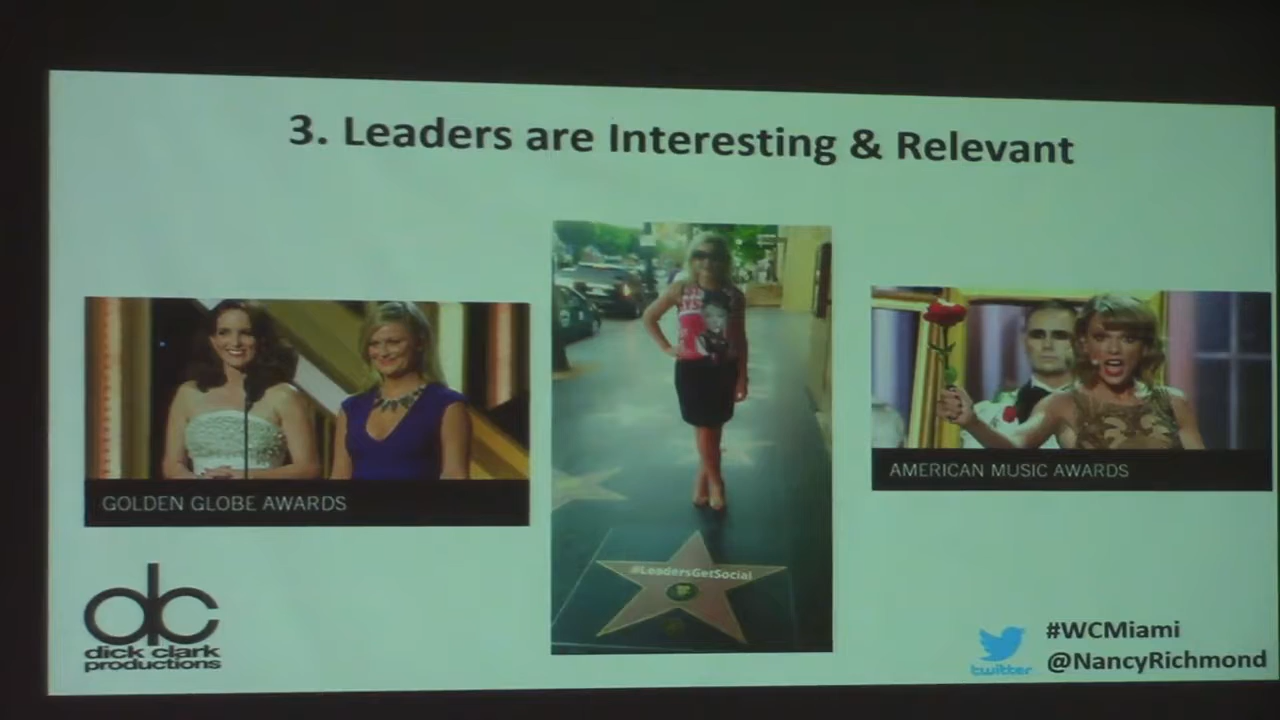 3. Leaders are Interesting & Relevant
GOLDEN GLOBE AWARDS
#LeadersGetSocial
AMERICAN MUSIC AWARDS
dc
dick clark
productions
twitter
#WCMiami
@NancyRichmond